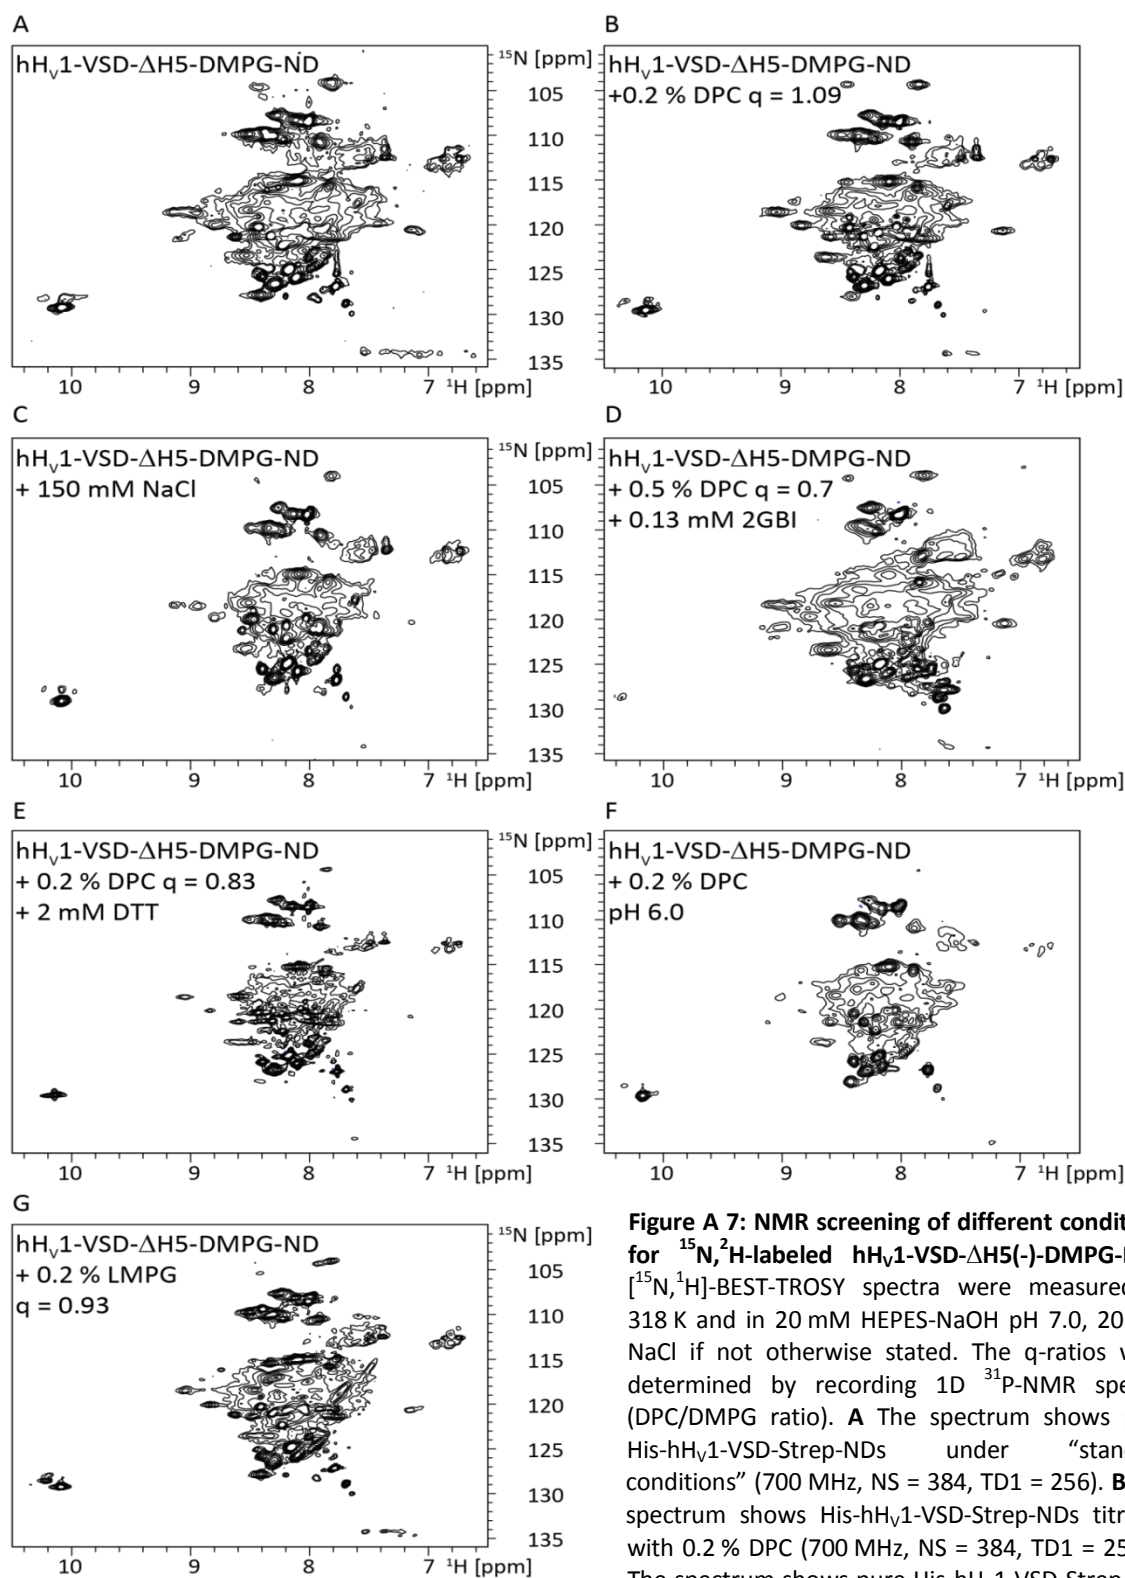 A
hHv1-VSD-ΔH5-DMPG-ND
¹⁵N [ppm]
105
110
115
120
125
130
135
10 9 8 7 ¹H [ppm]
B
hHv1-VSD-ΔH5-DMPG-ND
+0.2 % DPC q = 1.09
10 9 8 7 ¹H [ppm]
C
hHv1-VSD-ΔH5-DMPG-ND
+ 150 mM NaCl
¹⁵N [ppm]
105
110
115
120
125
130
135
10 9 8 7 ¹H [ppm]
D
hHv1-VSD-ΔH5-DMPG-ND
+ 0.5 % DPC q = 0.7
+ 0.13 mM 2GBI
10 9 8 7 ¹H [ppm]
E
hHv1-VSD-ΔH5-DMPG-ND
+ 0.2 % DPC q = 0.83
+ 2 mM DTT
¹⁵N [ppm]
105
110
115
120
125
130
135
10 9 8 7 ¹H [ppm]
F
hHv1-VSD-ΔH5-DMPG-ND
+ 0.2 % DPC
pH 6.0
10 9 8 7 ¹H [ppm]
G
hHv1-VSD-ΔH5-DMPG-ND
+ 0.2 % LMPG
q = 0.93
¹⁵N [ppm]
105
110
115
120
125
130
135
10 9 8 7 ¹H [ppm]
Figure A 7: NMR screening of different condit
for ¹⁵N,²H-labeled hHv1-VSD-ΔH5(-)-DMPG-
[¹⁵N,¹H]-BEST-TROSY spectra were measured
318 K and in 20 mM HEPES-NaOH pH 7.0, 20
NaCl if not otherwise stated. The q-ratios
determined by recording 1D ³¹P-NMR spe
(DPC/DMPG ratio). A The spectrum shows
His-hHv1-VSD-Strep-NDs under “stan
conditions” (700 MHz, NS = 384, TD1 = 256). B
spectrum shows His-hHv1-VSD-Strep-NDs titr
with 0.2 % DPC (700 MHz, NS = 384, TD1 = 25
The spectrum shows pure His-hHv1-VSD-Strep